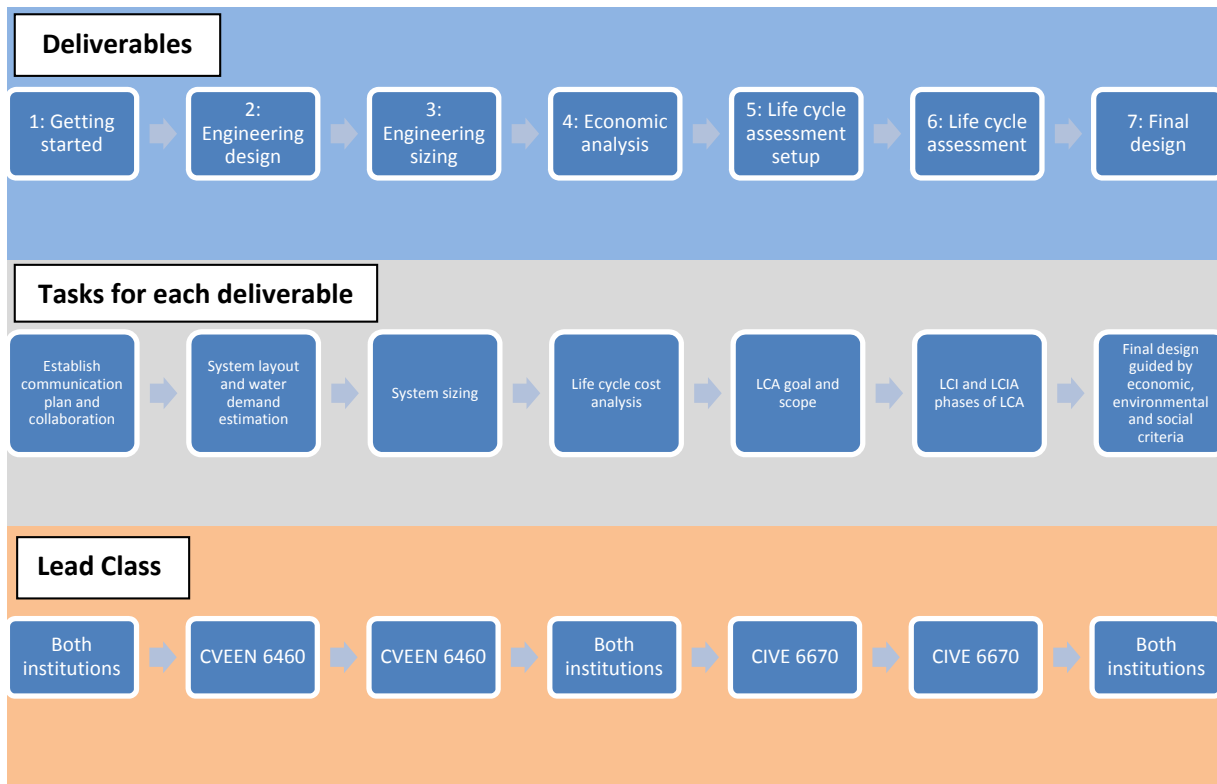 Deliverables
1: Getting
started
2:
Engineering
design
3:
Engineering
sizing
4: Economic
analysis
5: Life cycle
assessment
setup
6: Life cycle
assessment
7: Final
design
Tasks for each deliverable
Establish
communication
plan and
collaboration
System layout
and water
demand
estimation
System sizing
Life cycle cost
analysis
LCA goal and
scope
LCI and LCIA
phases of LCA
Final design
guided by
economic,
environmental
and social
criteria
Lead Class
Both
institutions
CVEEN 6460
CVEEN 6460
Both
institutions
CIVE 6670
CIVE 6670
Both
institutions